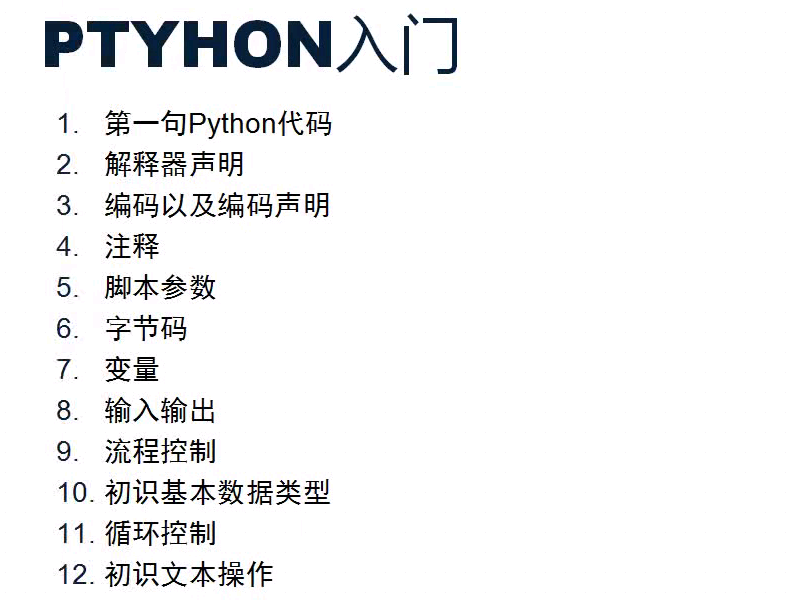 PTYHON入门
1. 第一句Python代码
2. 解释器声明
3. 编码以及编码声明
4. 注释
5. 脚本参数
6. 字节码
7. 变量
8. 输入输出
9. 流程控制
10. 初识基本数据类型
11. 循环控制
12. 初识文本操作